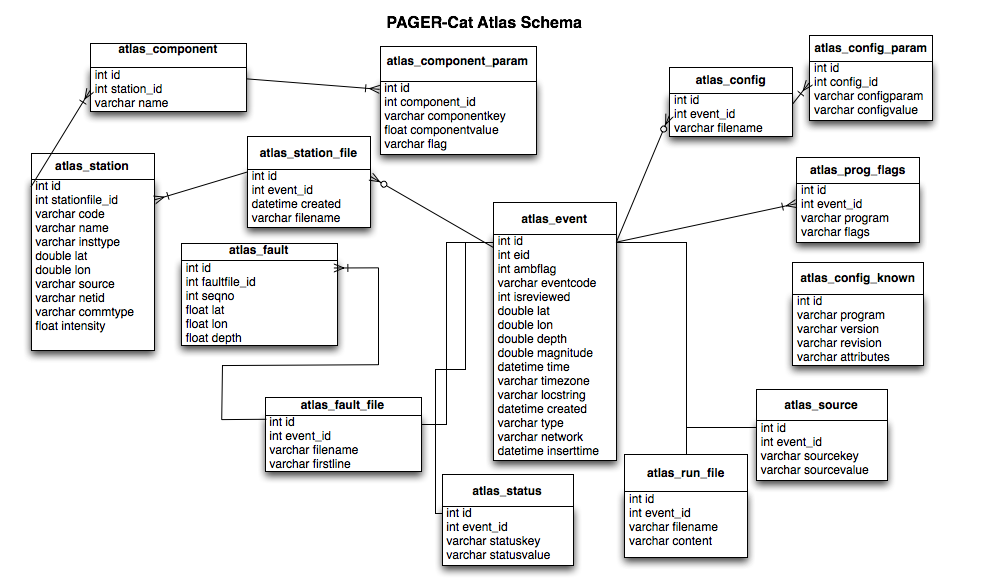 PAGER-Cat Atlas Schema
atlas_component
int id
int station_id
varchar name
atlas_component_param
int id
int component_id
varchar componentkey
float componentvalue
varchar flag
atlas_config
int id
int event_id
varchar filename
atlas_config_param
int id
int config_id
varchar configparam
varchar configvalue
atlas_station
int id
int stationfile_id
varchar code
varchar name
varchar insttype
double lat
double lon
varchar source
varchar netid
varchar commtype
float intensity
atlas_station_file
int id
int event_id
datetime created
varchar filename
atlas_prog_flags
int id
int event_id
varchar program
varchar flags
atlas_fault
int id
int faultfile_id
int seqno
float lat
float lon
float depth
atlas_event
int id
int eid
int ambflag
varchar eventcode
int isreviewed
double lat
double lon
double depth
double magnitude
datetime time
varchar timezone
varchar locstring
datetime created
varchar type
varchar network
datetime inserttime
atlas_config_known
int id
varchar program
varchar version
varchar revision
varchar attributes
atlas_fault_file
int id
int event_id
varchar filename
varchar firstline
atlas_source
int id
int event_id
varchar sourcekey
varchar sourcevalue
atlas_status
int id
int event_id
varchar statuskey
varchar statusvalue
atlas_run_file
int id
int event_id
varchar filename
varchar content